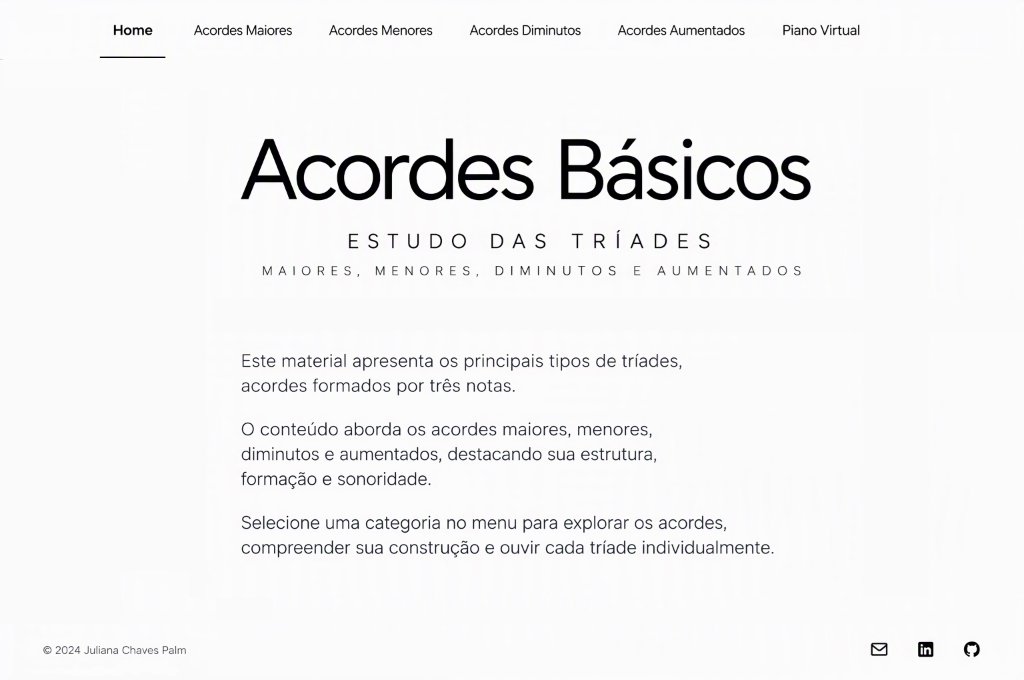 Home Acordes Maiores Acordes Menores Acordes Diminutos Acordes Aumentados Piano Virtual
Acordes Básicos
ESTUDO DAS TRÍADES
MAIORES, MENORES, DIMINUTOS E AUMENTADOS
Este material apresenta os principais tipos de tríades,
acordes formados por três notas.
O conteúdo aborda os acordes maiores, menores,
diminutos e aumentados, destacando sua estrutura,
formação e sonoridade.
Selecione uma categoria no menu para explorar os acordes,
compreender sua construção e ouvir cada tríade individualmente.
© 2024 Juliana Chaves Palm
in